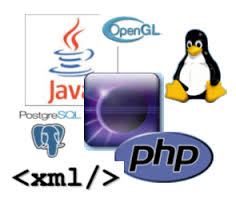 OpenGL
Java
PostgreSQL
php
<xml/>